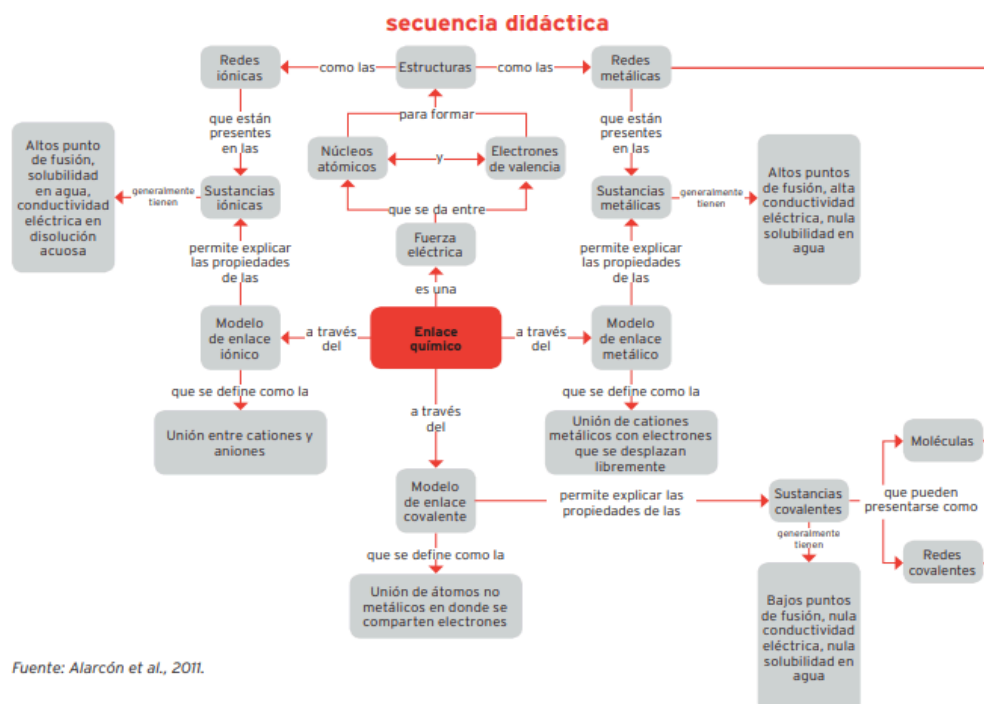 secuencia didáctica
Redes
iónicas
como las
Estructuras
como las
Redes
metálicas
que están
presentes
en las
para formar
que están
presentes
en las
Altos punto
de fusión,
solubilidad
en agua,
conductividad
eléctrica en
disolución
acuosa
Núcleos
atómicos
y
Electrones
de valencia
Altos puntos
de fusión, alta
conductividad
eléctrica, nula
solubilidad en
agua
generalmente
tienen
Sustancias
iónicas
que se da entre
Sustancias
metálicas
generalmente
tienen
permite explicar
las propiedades
de las
Fuerza
eléctrica
permite explicar
las propiedades
de las
es una
Modelo
de enlace
iónico
a través
del
Enlace
químico
a través
del
Modelo
de enlace
metálico
que se define como la
a través
del
que se define como la
Unión entre cationes y
aniones
Unión de cationes
metálicos con electrones
que se desplazan
libremente
Moléculas
Modelo
de enlace
covalente
permite explicar las
propiedades de las
Sustancias
covalentes
que pueden
presentarse como
generalmente
tienen
que se define como la
Redes
covalentes
Unión de átomos no
metálicos en donde se
comparten electrones
Bajos puntos
de fusión, nula
conductividad
eléctrica, nula
solubilidad en
agua
Fuente: Alarcón et al., 2011.